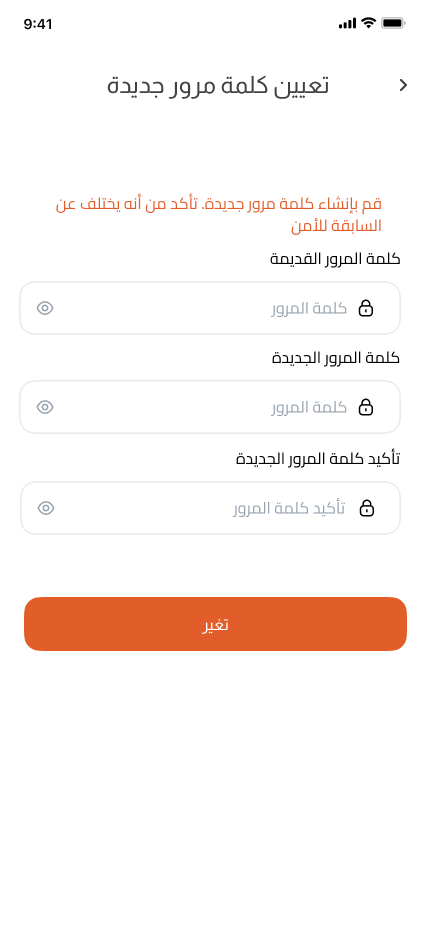 9:41
تعيين كلمة مرور جديدة
قم بإنشاء كلمة مرور جديدة. تأكد من أنه يختلف عن
السابقة للأمن
كلمة المرور القديمة
كلمة المرور
كلمة المرور الجديدة
كلمة المرور
تأكيد كلمة المرور الجديدة
تأكيد كلمة المرور
تغير